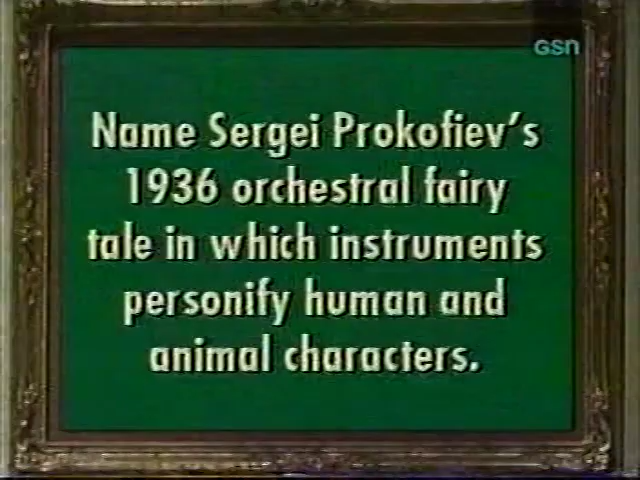 GSN
Name Sergei Prokofiev's
1936 orchestral fairy
tale in which instruments
personify human and
animal characters.